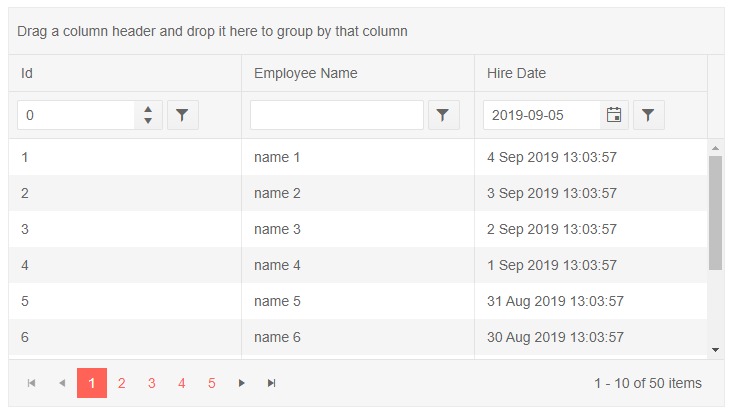 Drag a column header and drop it here to group by that column
Id Employee Name Hire Date
0 2019-09-05
1 name 1 4 Sep 2019 13:03:57
2 name 2 3 Sep 2019 13:03:57
3 name 3 2 Sep 2019 13:03:57
4 name 4 1 Sep 2019 13:03:57
5 name 5 31 Aug 2019 13:03:57
6 name 6 30 Aug 2019 13:03:57
1 2 3 4 5 1 - 10 of 50 items